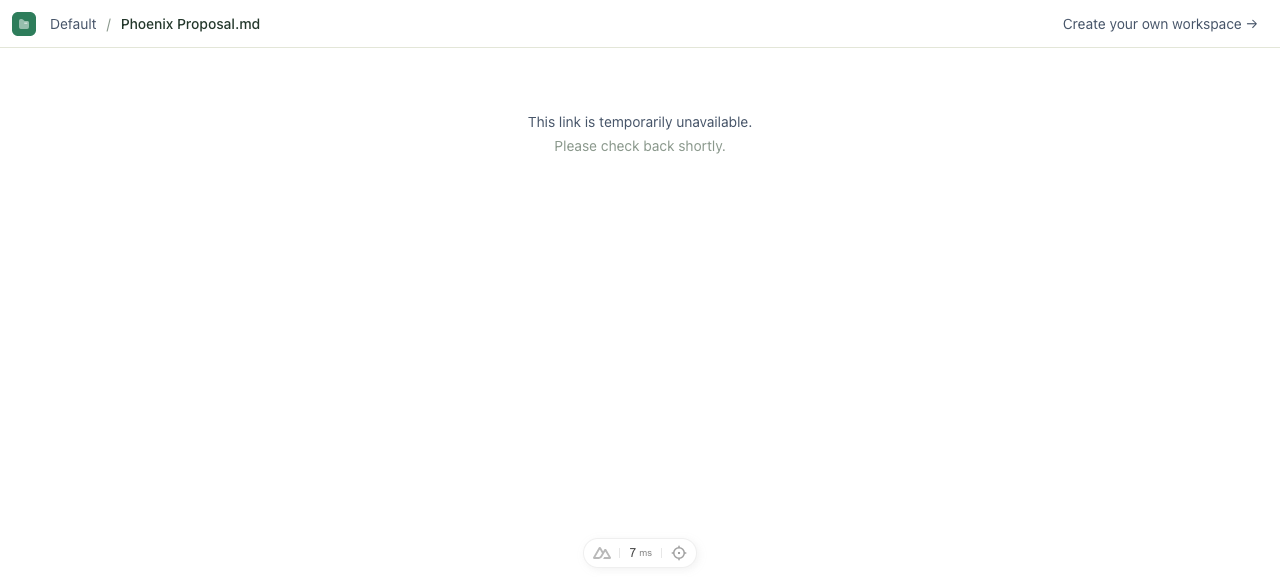 Default / Phoenix Proposal.md
Create your own workspace →
This link is temporarily unavailable.
Please check back shortly.
7 ms